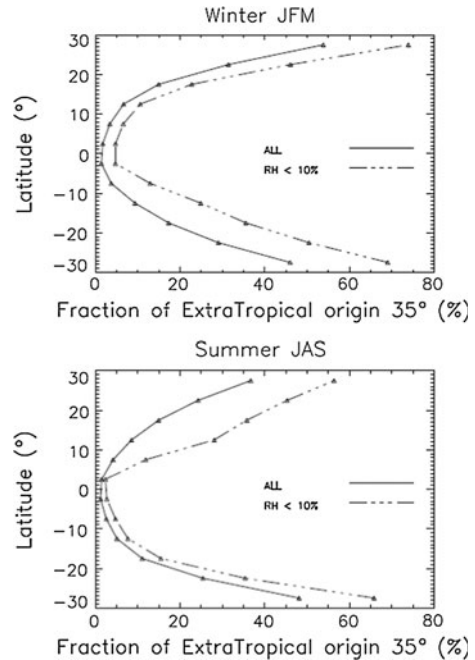 Winter JFM
30
20
10
0
−10
−20
−30
Latitude (°)
ALL
RH < 10%
0 20 40 60 80
Fraction of ExtraTropical origin 35° (%)
Summer JAS
30
20
10
0
−10
−20
−30
Latitude (°)
ALL
RH < 10%
0 20 40 60 80
Fraction of ExtraTropical origin 35° (%)